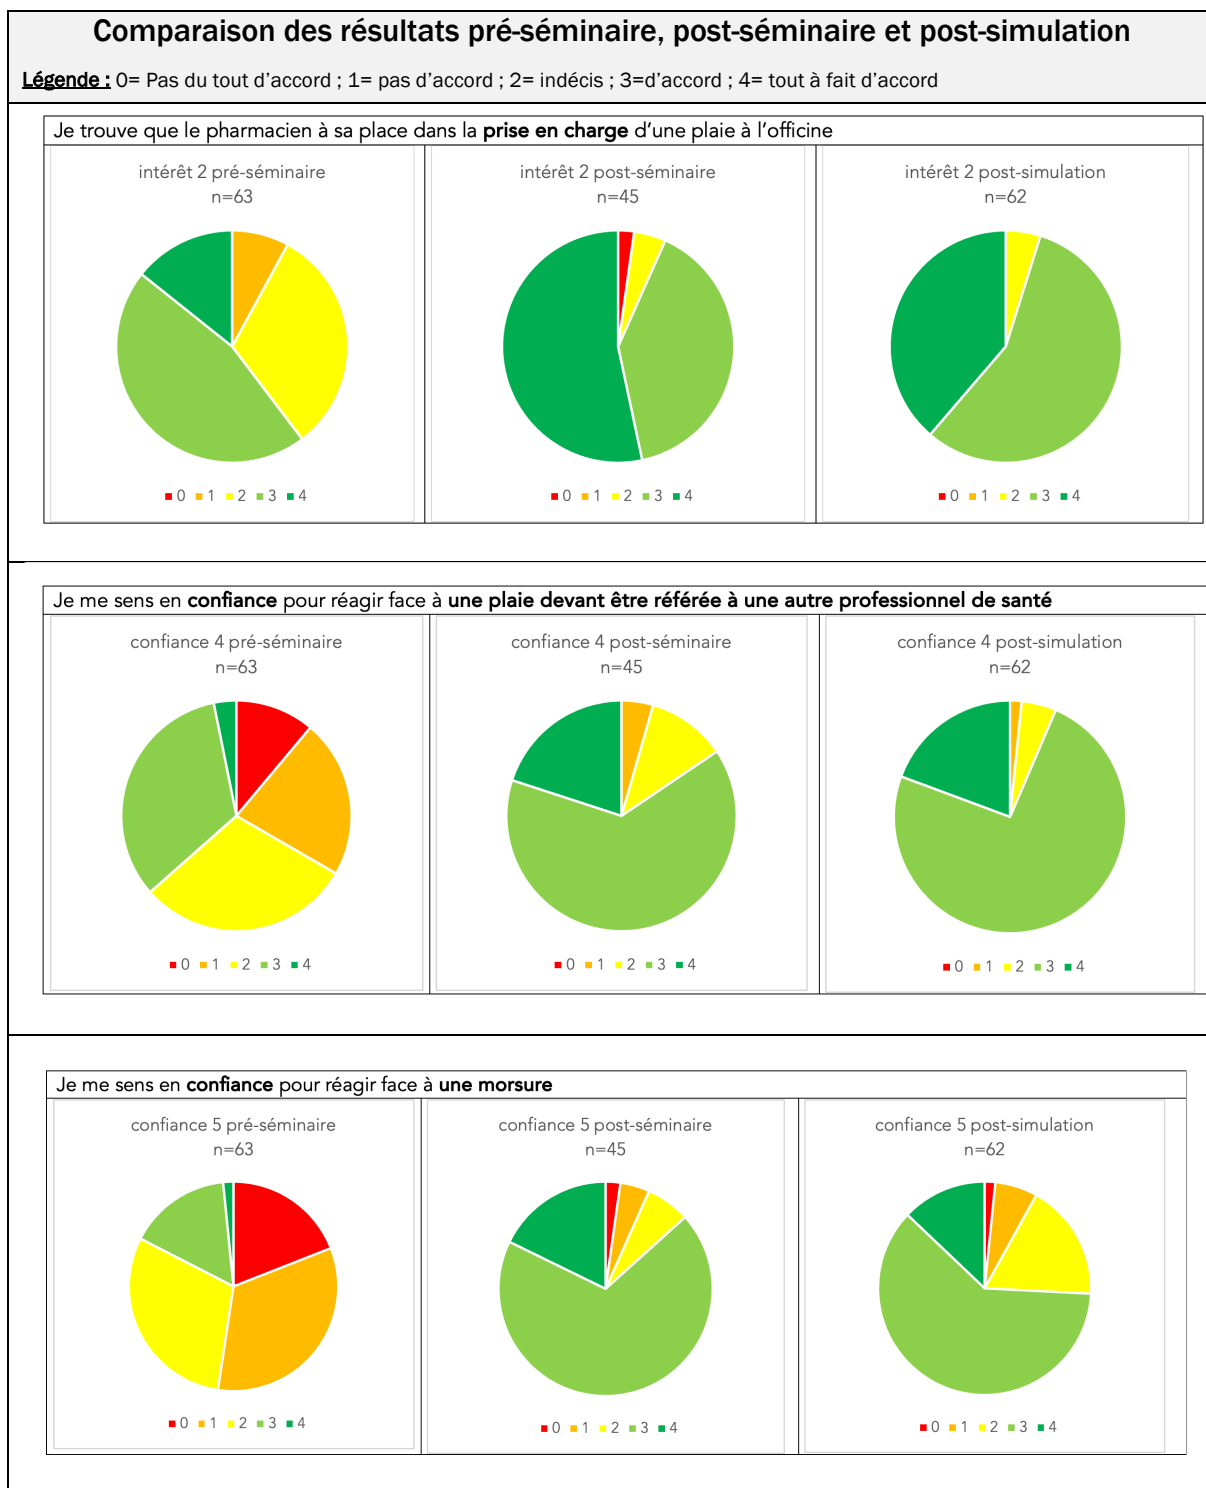 Comparaison des résultats pré-séminaire, post-séminaire et post-simulation
Légende : 0= Pas du tout d'accord ; 1= pas d'accord ; 2= indécis ; 3=d'accord ; 4= tout à fait d'accord
Je trouve que le pharmacien à sa place dans la prise en charge d'une plaie à l'officine
intérêt 2 pré-séminaire
n=63
0 1 2 3 4
intérêt 2 post-séminaire
n=45
0 1 2 3 4
intérêt 2 post-simulation
n=62
0 1 2 3 4
Je me sens en confiance pour réagir face à une plaie devant être référée à une autre professionnel de santé
confiance 4 pré-séminaire
n=63
0 1 2 3 4
confiance 4 post-séminaire
n=45
0 1 2 3 4
confiance 4 post-simulation
n=62
0 1 2 3 4
Je me sens en confiance pour réagir face à une morsure
confiance 5 pré-séminaire
n=63
0 1 2 3 4
confiance 5 post-séminaire
n=45
0 1 2 3 4
confiance 5 post-simulation
n=62
0 1 2 3 4